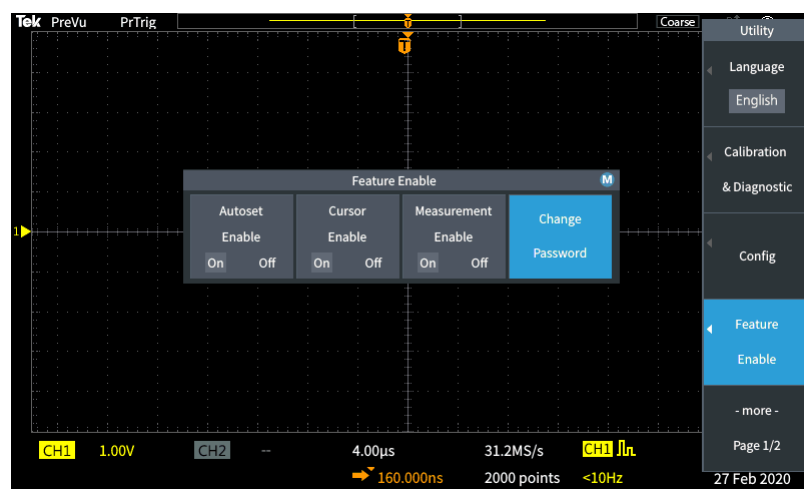 Tek PreVu PrTrig Coarse
T
T
Utility
Language
English
Calibration
& Diagnostic
Config
Feature
Enable
- more -
Page 1/2
Feature Enable M
Autoset
Enable
On Off
Cursor
Enable
On Off
Measurement
Enable
On Off
Change
Password
1
CH1 1.00V CH2 -- 4.00µs 31.2MS/s CH1
160.000ns 2000 points <10Hz 27 Feb 2020